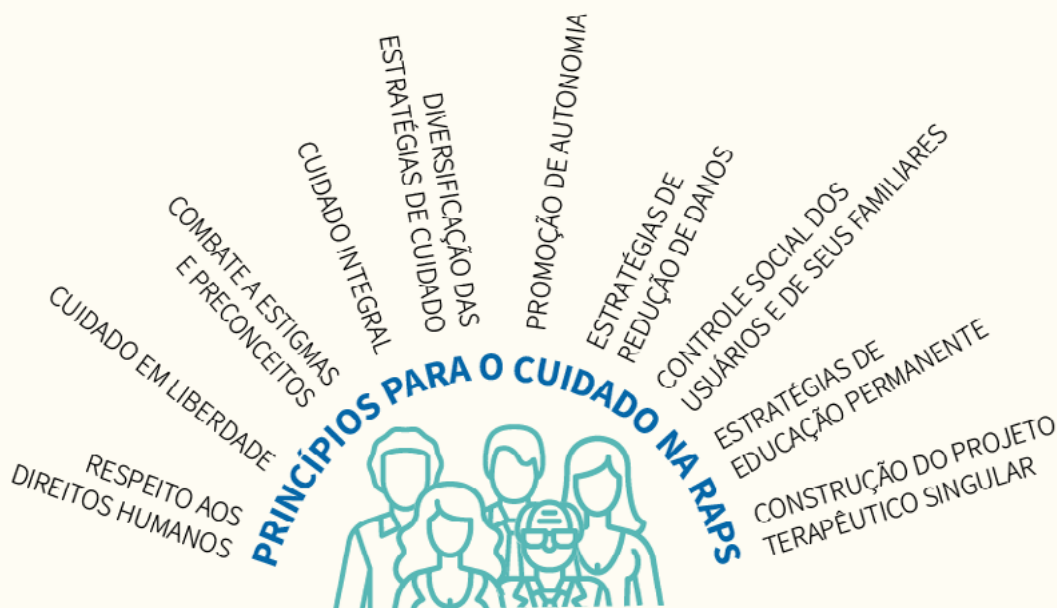 RESPEITO AOS
DIREITOS HUMANOS
CUIDADO EM LIBERDADE
COMBATE A ESTIGMAS
E PRECONCEITOS
CUIDADO INTEGRAL
DIVERSIFICAÇÃO DAS
ESTRATÉGIAS DE CUIDADO
PROMOÇÃO DE AUTONOMIA
ESTRATÉGIAS DE
REDUÇÃO DE DANOS
CONTROLE SOCIAL DOS
USUÁRIOS E DE SEUS FAMILIARES
ESTRATÉGIAS DE
EDUCAÇÃO PERMANENTE
CONSTRUÇÃO DO PROJETO
TERAPÊUTICO SINGULAR
PRINCÍPIOS PARA O CUIDADO NA RAPS